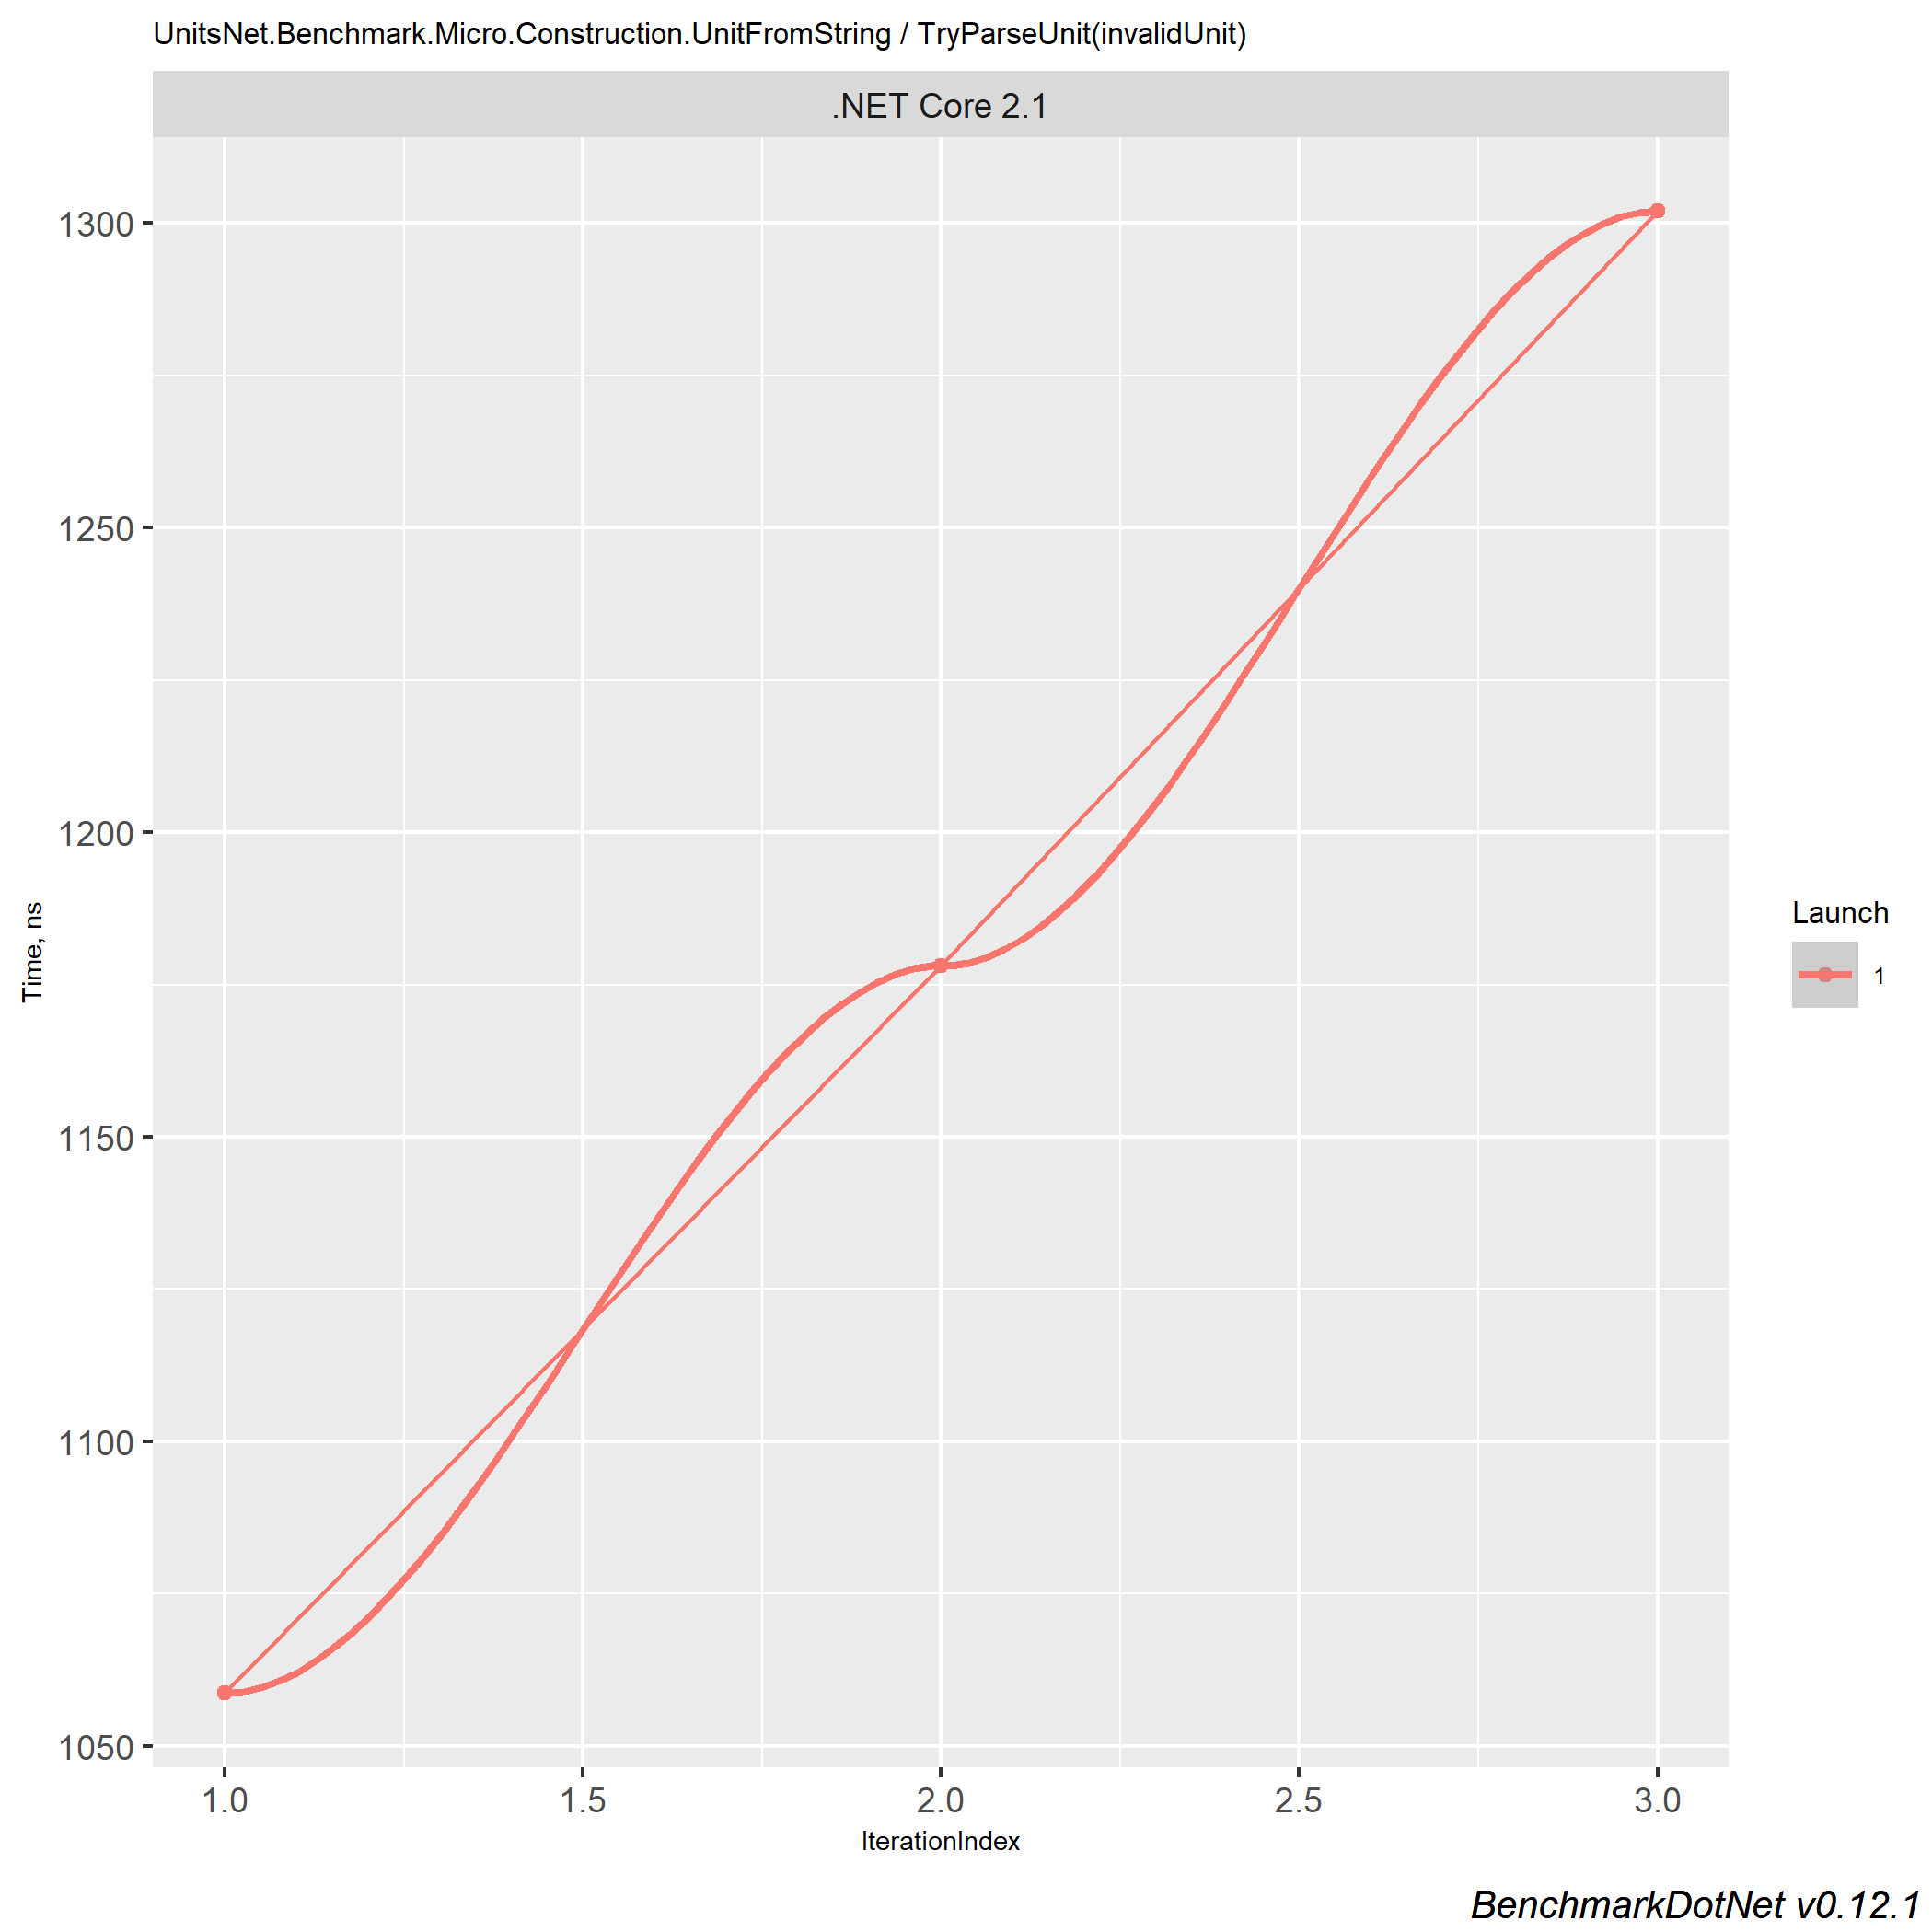 UnitsNet.Benchmark.Micro.Construction.UnitFromString / TryParseUnit(invalidUnit)
.NET Core 2.1
1300
1250
1200
1150
1100
1050
Time, ns
1.0 1.5 2.0 2.5 3.0
IterationIndex
Launch
1
BenchmarkDotNet v0.12.1